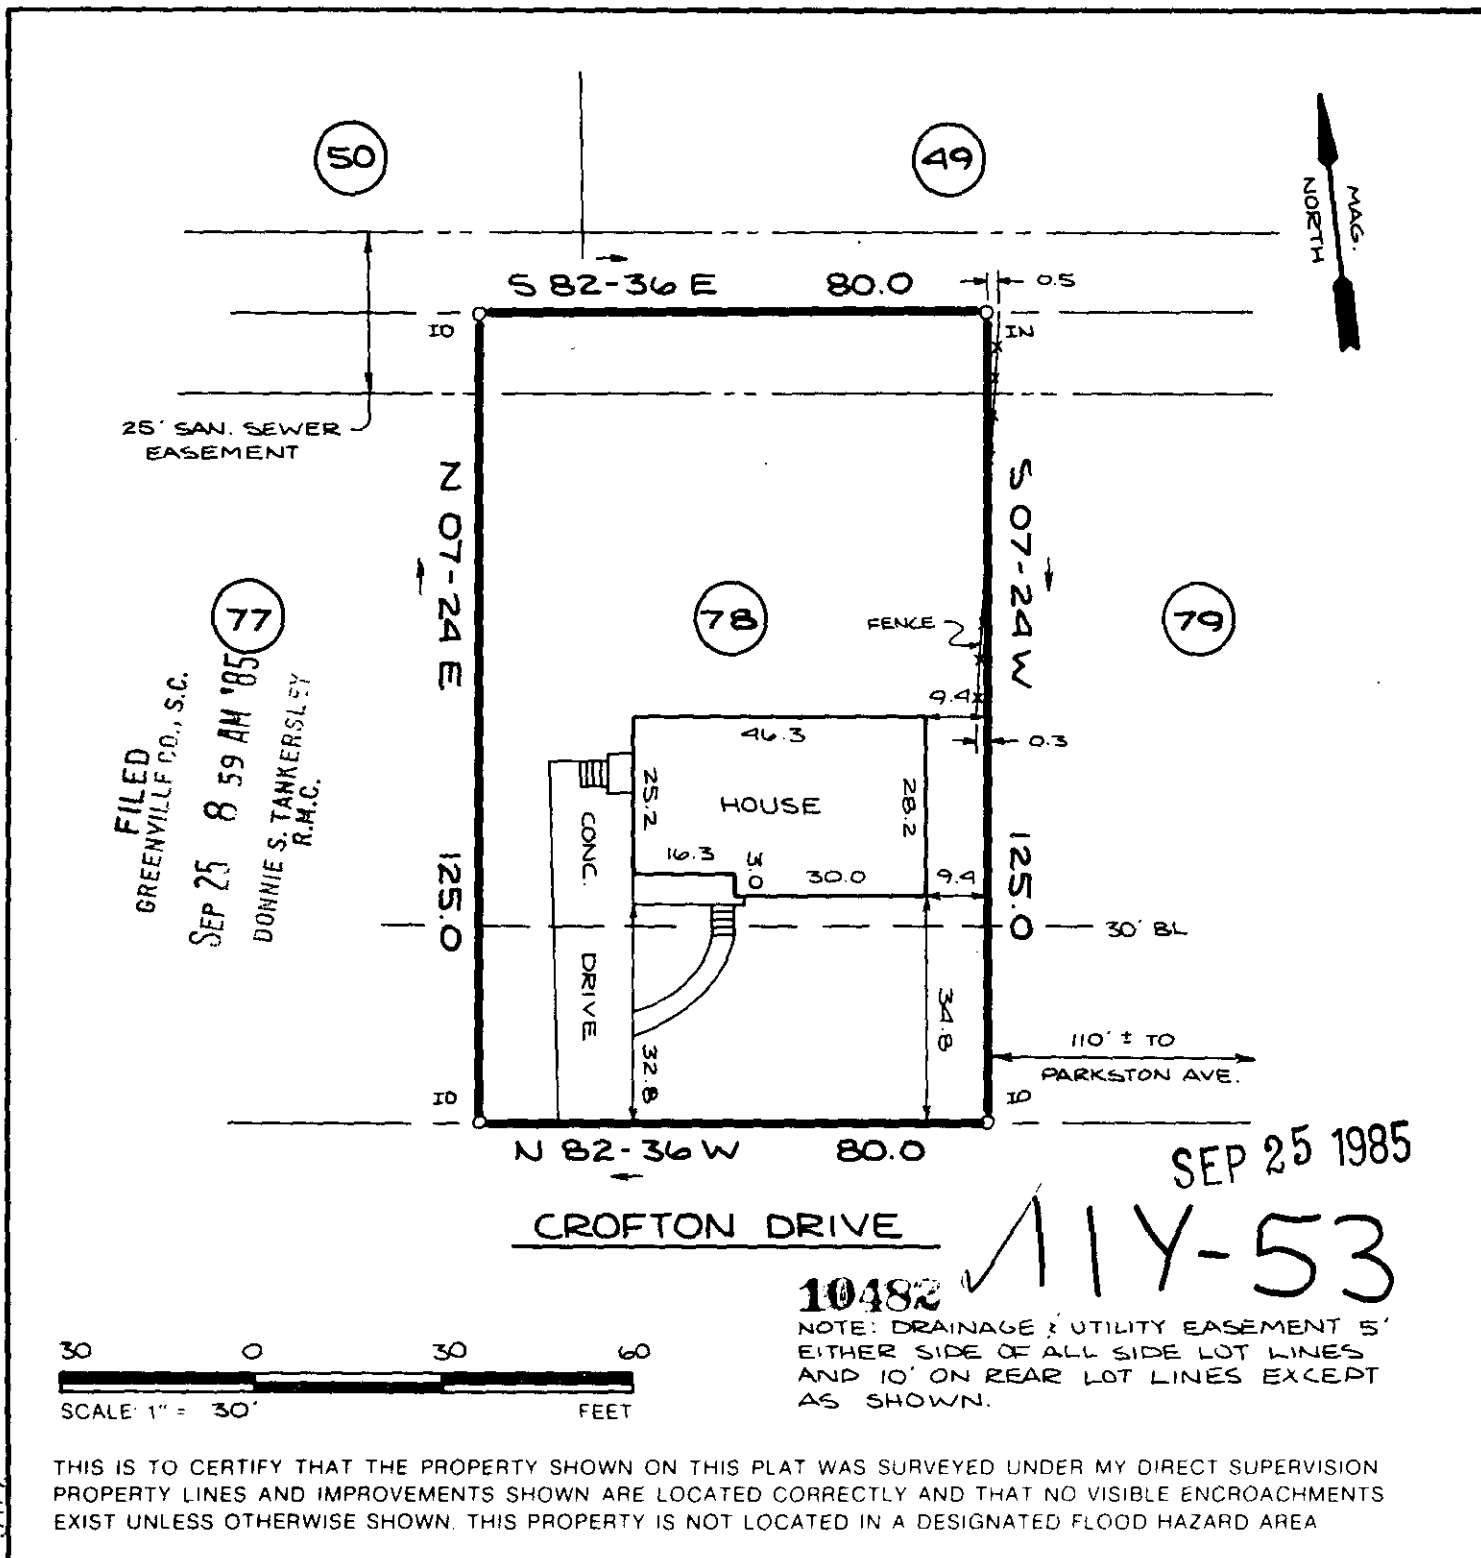 50
49
MAG.
NORTH
S 82-36 E
80.0
0.5
IO
IN
25' SAN. SEWER
EASEMENT
N 07-24 E
125.0
S 07-24 W
125.0
77
78
79
FENCE
9.4
0.3
46.3
25.2
HOUSE
28.2
16.3
3.0
30.0
9.4
CONC.
DRIVE
30' BL
34.8
32.8
110' ± TO
PARKSTON AVE.
IO
IO
N 82-36 W
80.0
FILED
GREENVILLE CO., S.C.
SEP 25 8 59 AM '85
DONNIE S. TANKERSLEY
R.M.C.
SEP 25 1985
CROFTON DRIVE
11Y-53
10482
NOTE: DRAINAGE & UTILITY EASEMENT 5'
EITHER SIDE OF ALL SIDE LOT LINES
AND 10' ON REAR LOT LINES EXCEPT
AS SHOWN.
30 0 30 60
SCALE: 1" = 30' FEET
THIS IS TO CERTIFY THAT THE PROPERTY SHOWN ON THIS PLAT WAS SURVEYED UNDER MY DIRECT SUPERVISION
PROPERTY LINES AND IMPROVEMENTS SHOWN ARE LOCATED CORRECTLY AND THAT NO VISIBLE ENCROACHMENTS
EXIST UNLESS OTHERWISE SHOWN. THIS PROPERTY IS NOT LOCATED IN A DESIGNATED FLOOD HAZARD AREA